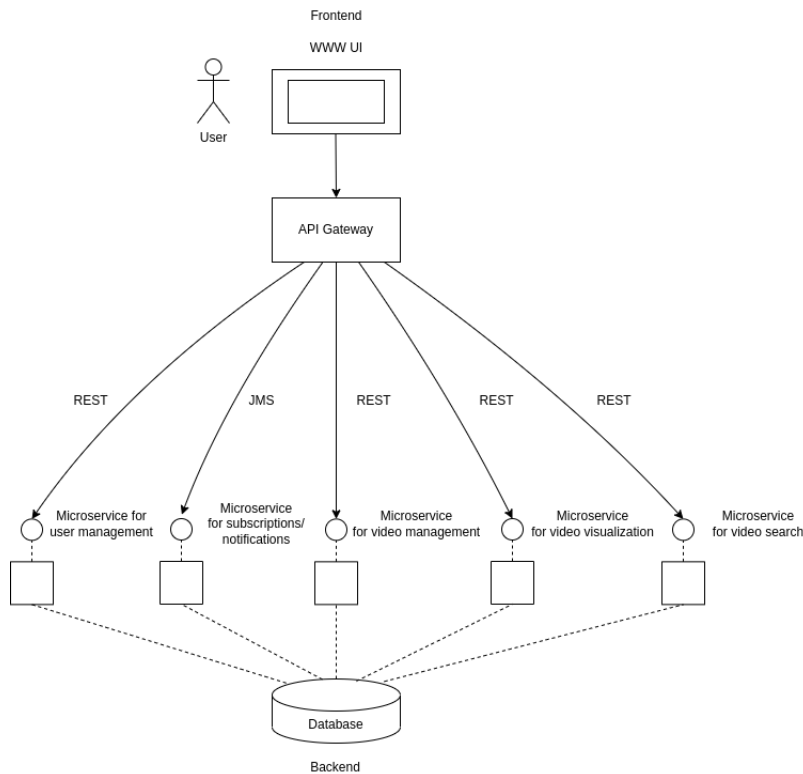 Frontend
WWW UI
User
API Gateway
REST
JMS
REST
REST
REST
Microservice for
user management
Microservice
for subscriptions/
notifications
Microservice
for video management
Microservice
for video visualization
Microservice
for video search
Database
Backend